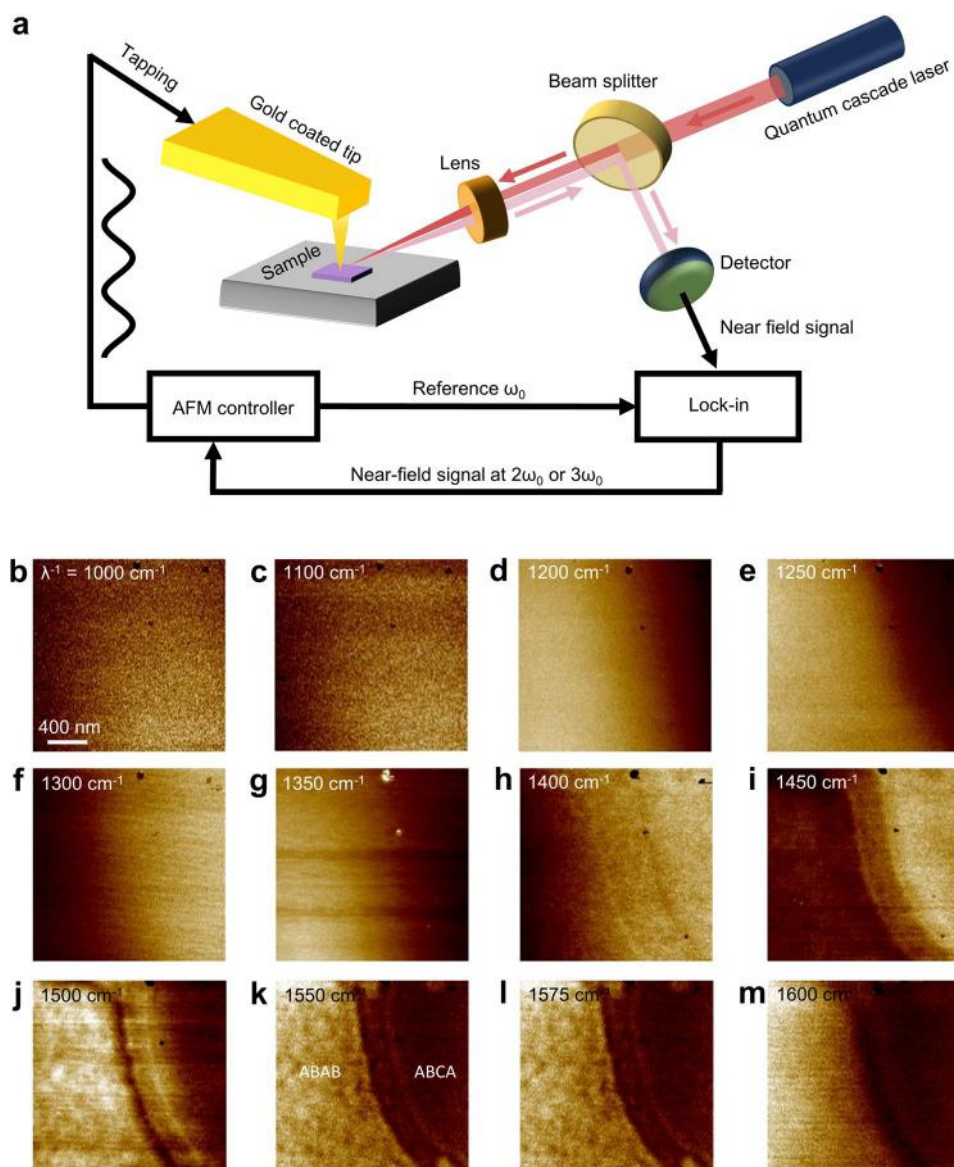 a
Tapping
Gold coated tip
Sample
Lens
Beam splitter
Quantum cascade laser
Detector
Near field signal
AFM controller
Reference ω₀
Lock-in
Near-field signal at 2ω₀ or 3ω₀
b
λ⁻¹ = 1000 cm⁻¹
400 nm
c
1100 cm⁻¹
d
1200 cm⁻¹
e
1250 cm⁻¹
f
1300 cm⁻¹
g
1350 cm⁻¹
h
1400 cm⁻¹
i
1450 cm⁻¹
j
1500 cm⁻¹
k
1550 cm⁻¹
ABAB
ABCA
l
1575 cm⁻¹
m
1600 cm⁻¹